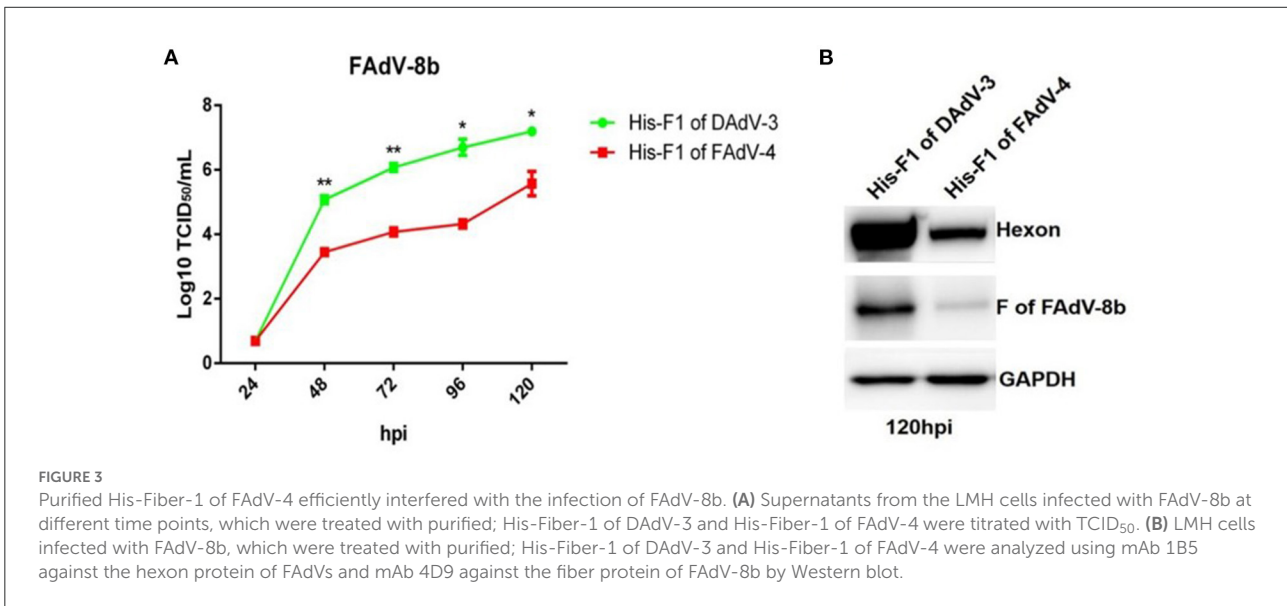 A
FAdV-8b
Log10 TCID₅₀/mL
8
6
4
2
0
** ** * *
24 48 72 96 120
hpi
His-F1 of DAdV-3
His-F1 of FAdV-4
B
His-F1 of DAdV-3
His-F1 of FAdV-4
Hexon
F of FAdV-8b
GAPDH
120hpi
FIGURE 3
Purified His-Fiber-1 of FAdV-4 efficiently interfered with the infection of FAdV-8b. (A) Supernatants from the LMH cells infected with FAdV-8b at
different time points, which were treated with purified; His-Fiber-1 of DAdV-3 and His-Fiber-1 of FAdV-4 were titrated with TCID₅₀. (B) LMH cells
infected with FAdV-8b, which were treated with purified; His-Fiber-1 of DAdV-3 and His-Fiber-1 of FAdV-4 were analyzed using mAb 1B5
against the hexon protein of FAdVs and mAb 4D9 against the fiber protein of FAdV-8b by Western blot.